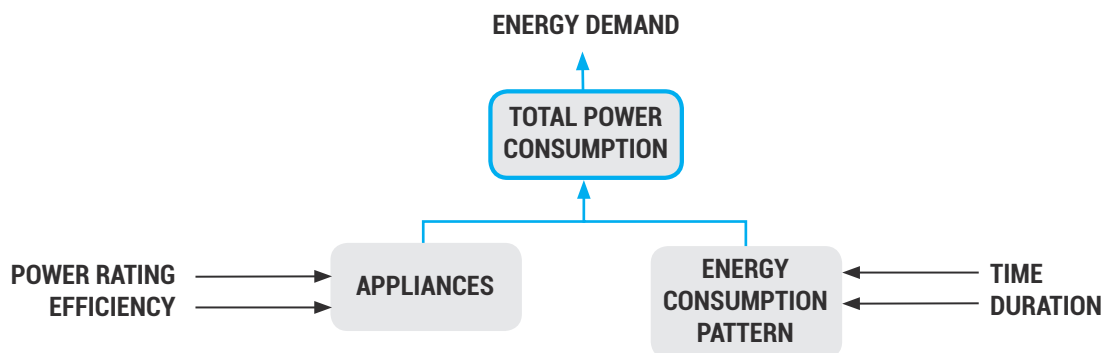 ENERGY DEMAND
TOTAL POWER
CONSUMPTION
POWER RATING
EFFICIENCY
APPLIANCES
ENERGY
CONSUMPTION
PATTERN
TIME
DURATION